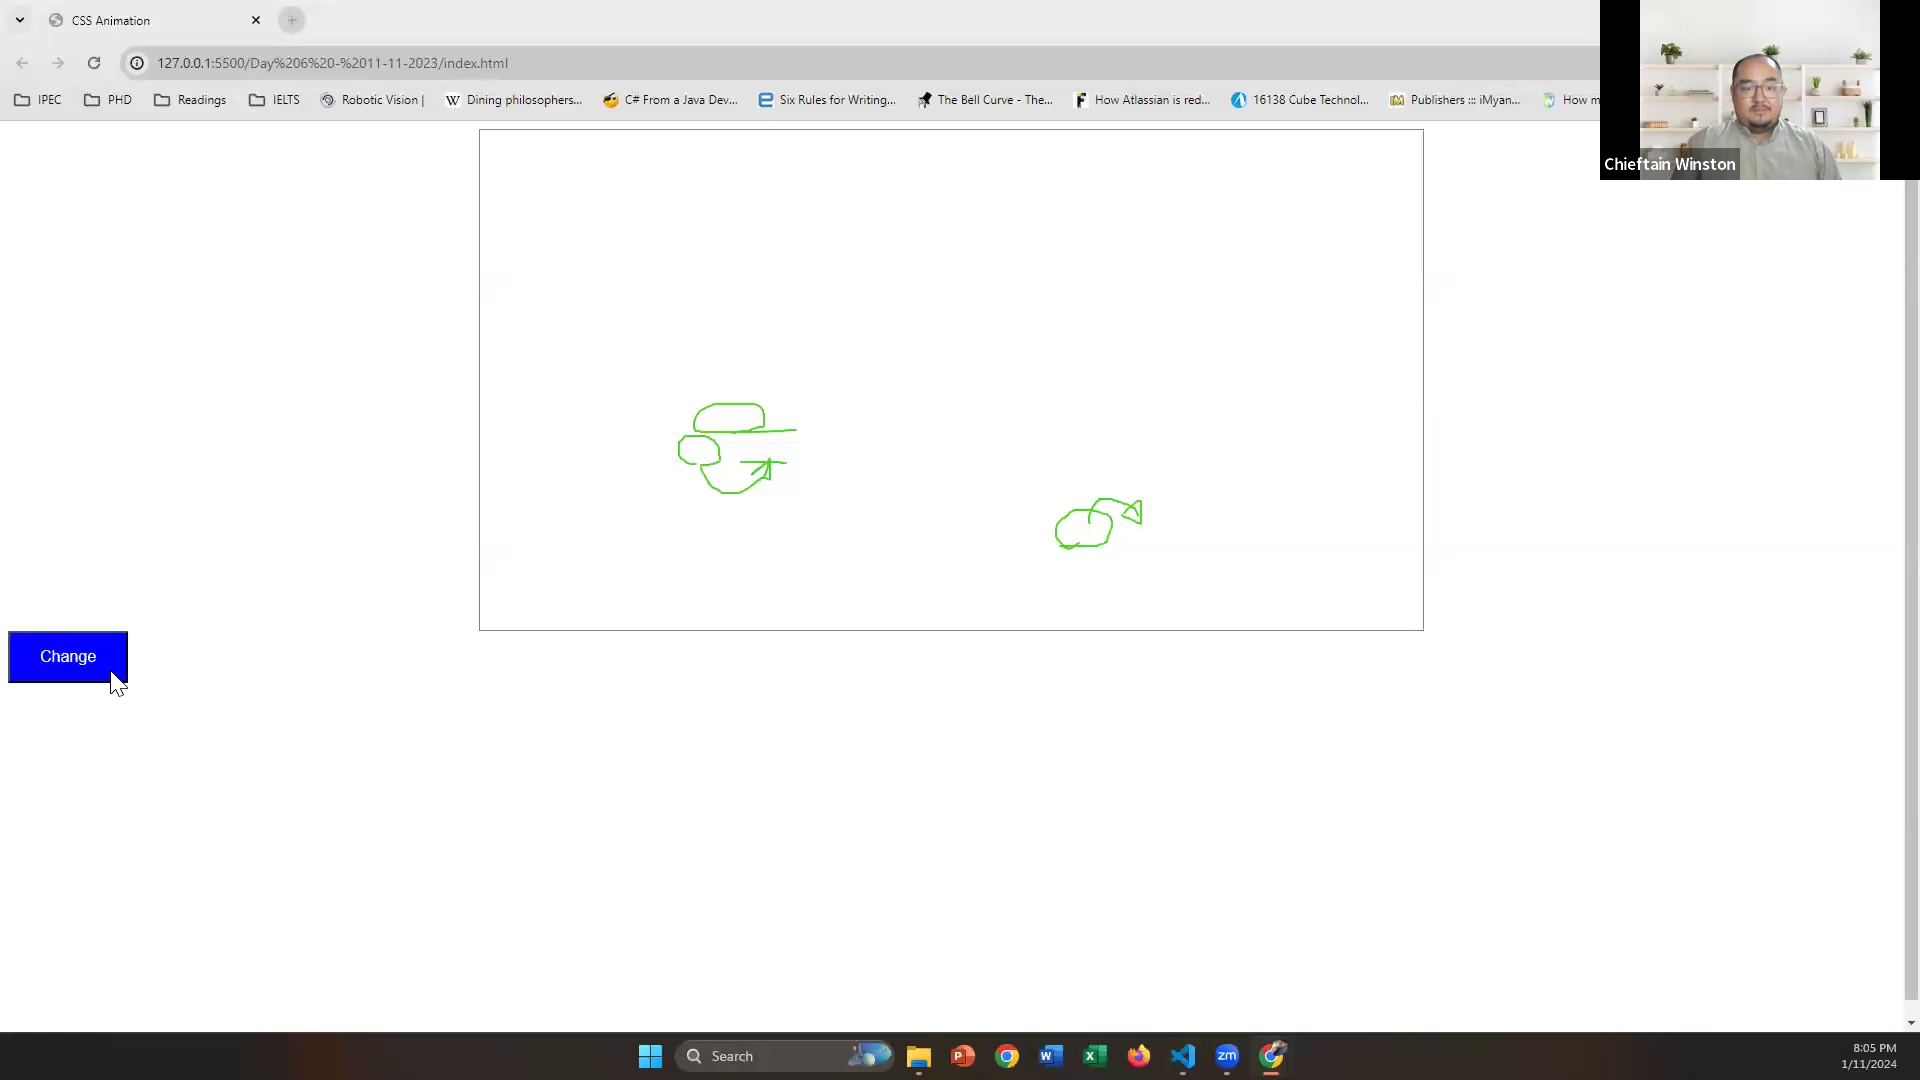 CSS Animation
127.0.0.1:5500/Day%206%20-%2011-11-2023/index.html
IPEC PHD Readings IELTS Robotic Vision | Dining philosophers... C# From a Java Dev... Six Rules for Writing... The Bell Curve - The... How Atlassian is red... 16138 Cube Technol... Publishers ::: iMyan... How m
Chieftain Winston
Change
Search
8:05 PM
1/11/2024